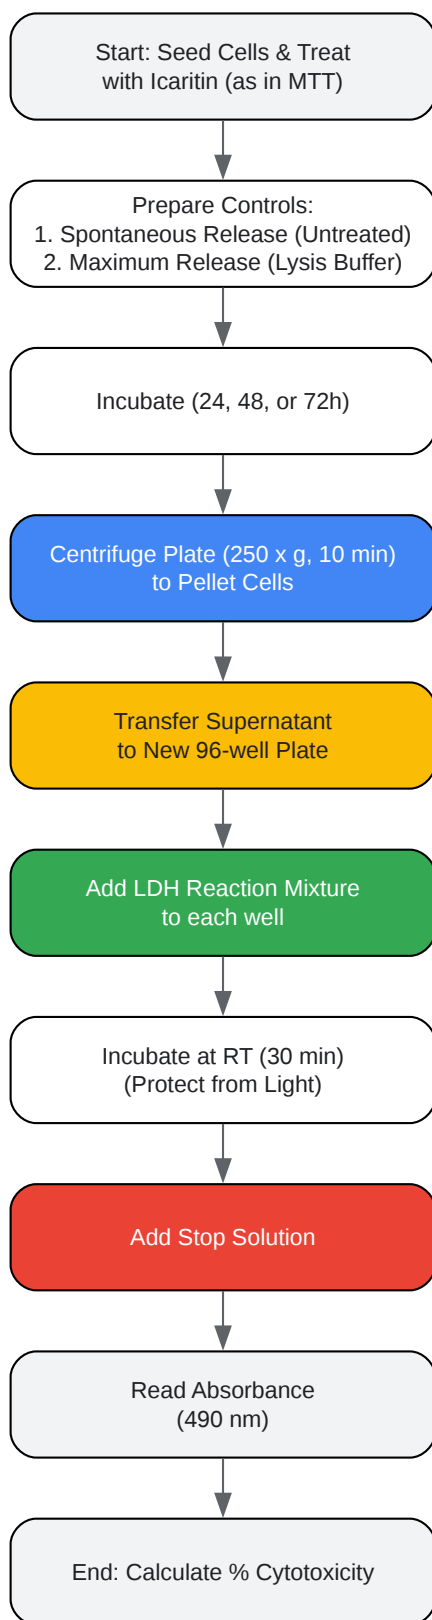 Start: Seed Cells & Treat
with Icaritin (as in MTT)
Prepare Controls:
1. Spontaneous Release (Untreated)
2. Maximum Release (Lysis Buffer)
Incubate (24, 48, or 72h)
Centrifuge Plate (250 x g, 10 min)
to Pellet Cells
Transfer Supernatant
to New 96-well Plate
Add LDH Reaction Mixture
to each well
Incubate at RT (30 min)
(Protect from Light)
Add Stop Solution
Read Absorbance
(490 nm)
End: Calculate % Cytotoxicity